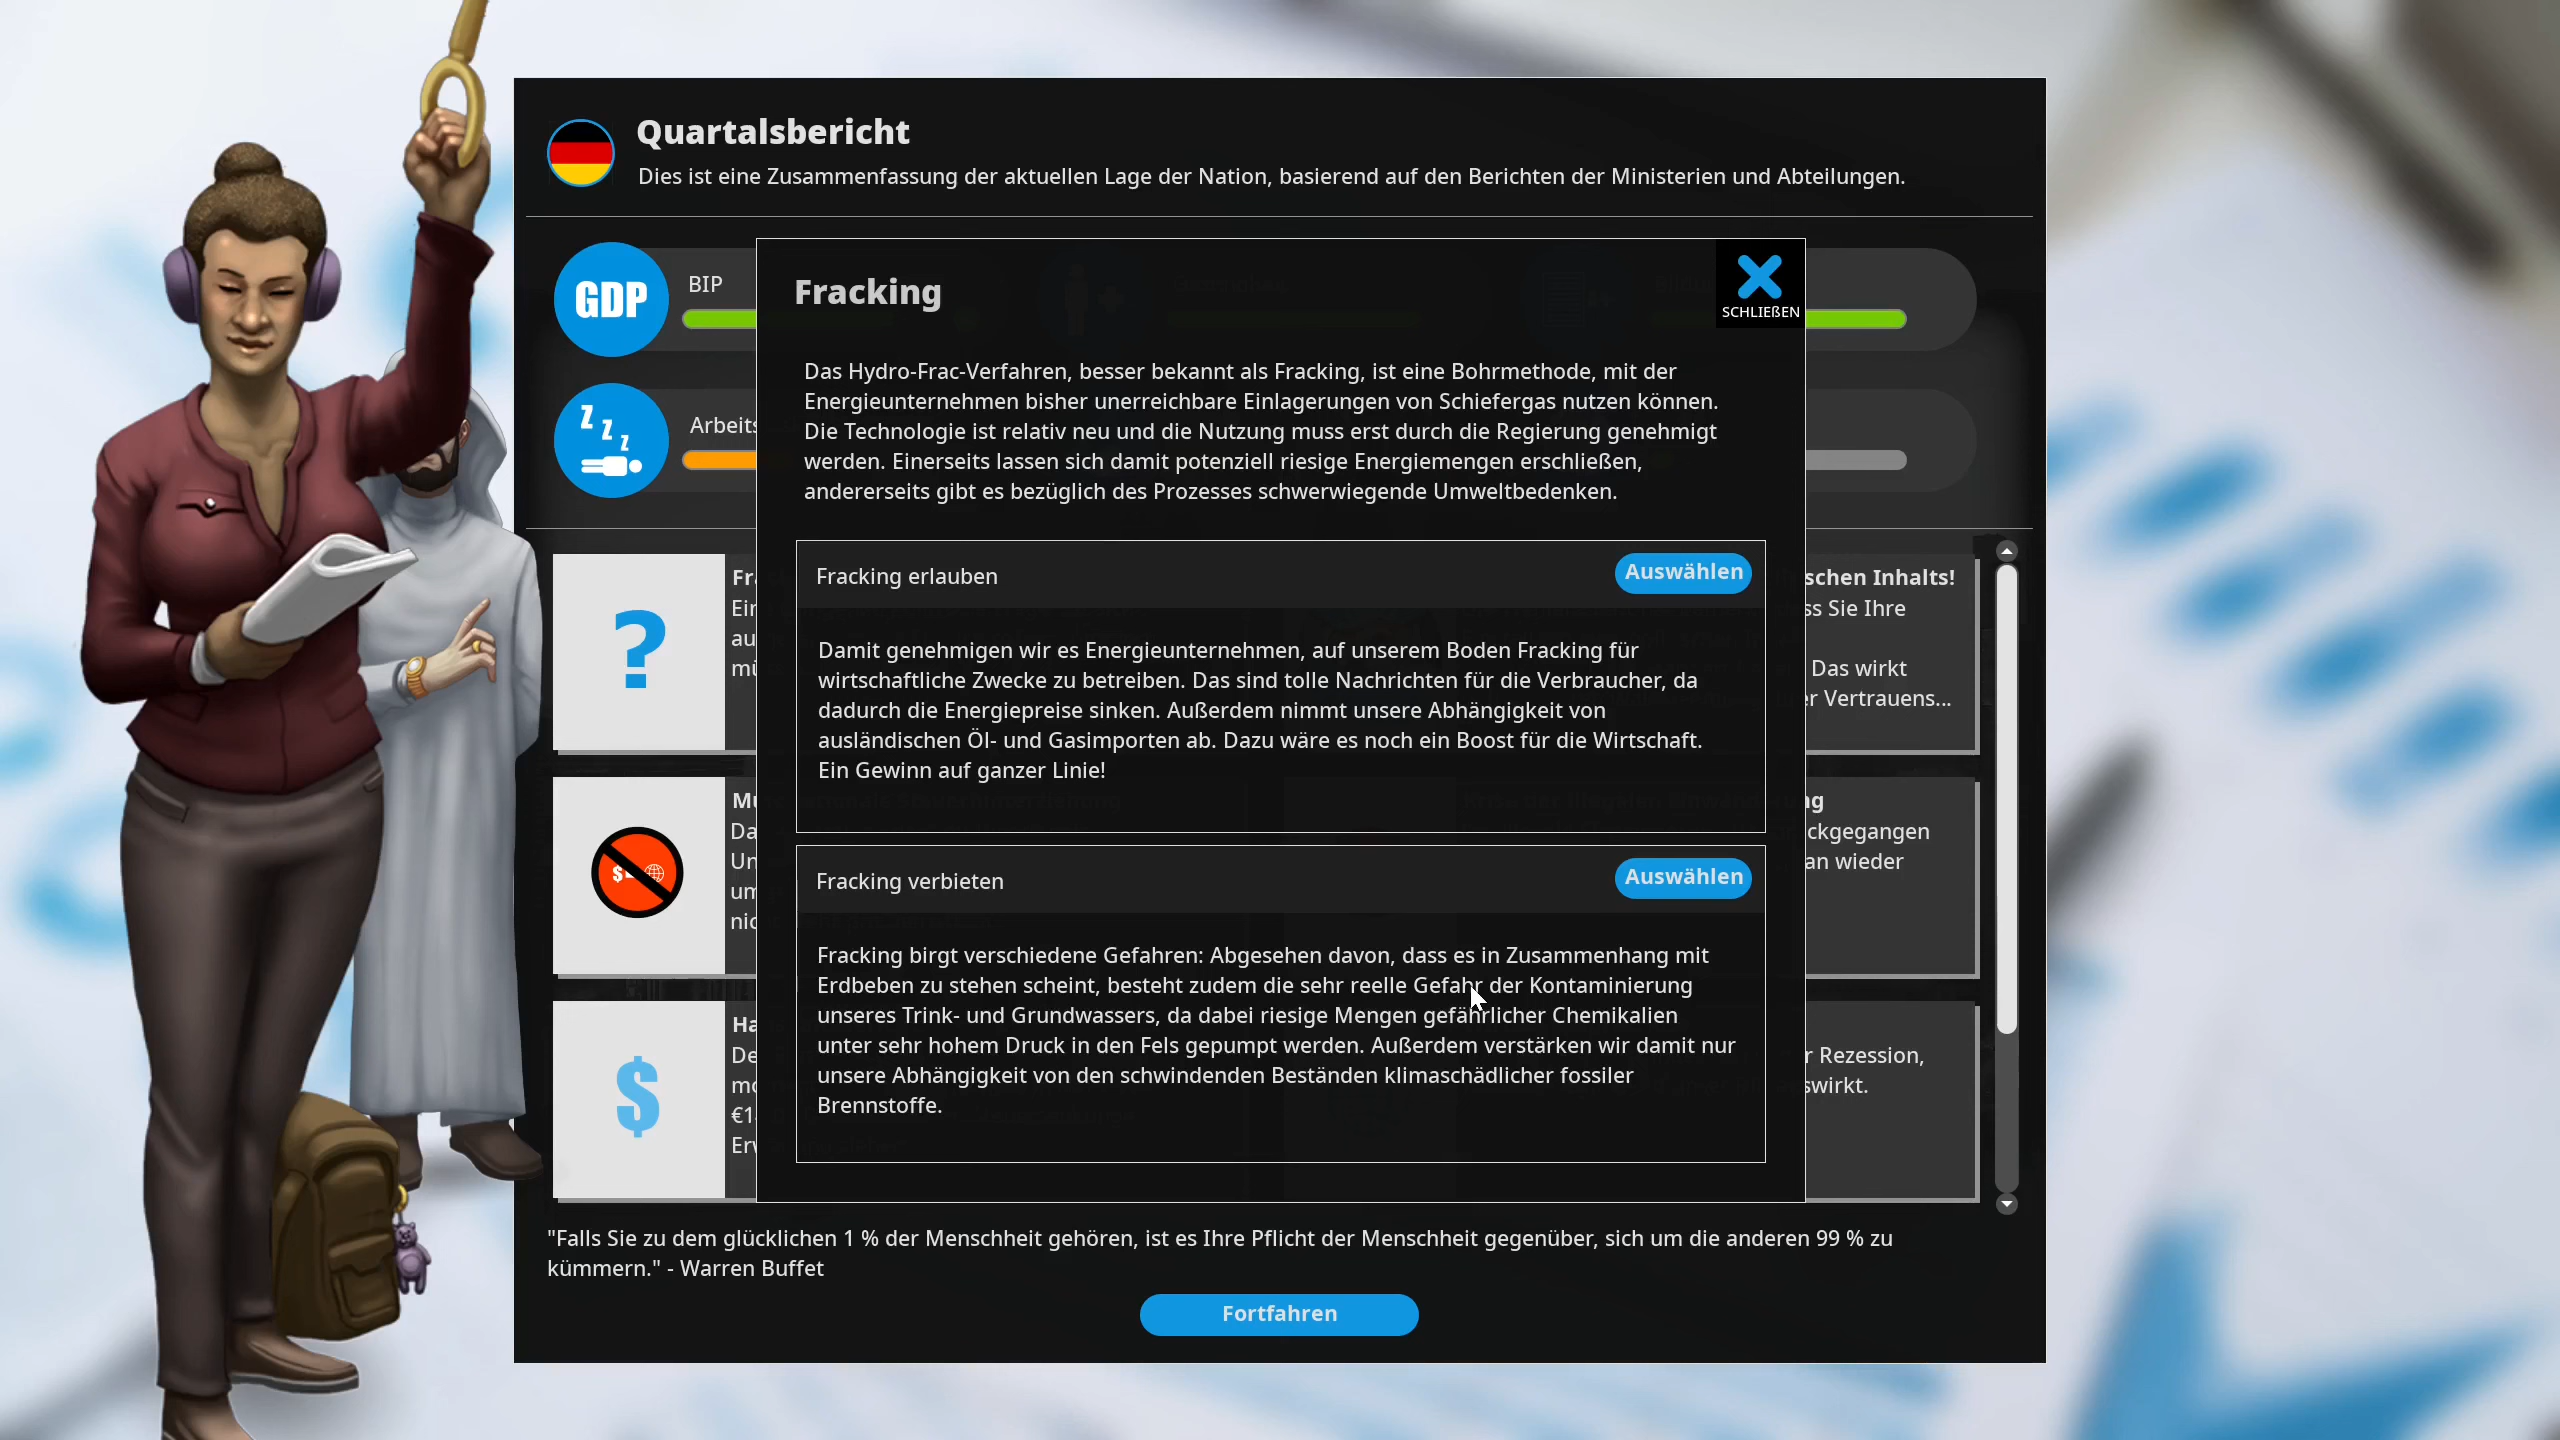 Quartalsbericht
Dies ist eine Zusammenfassung der aktuellen Lage der Nation, basierend auf den Berichten der Ministerien und Abteilungen.
GDP
BIP
Fracking
SCHLIEßEN
Das Hydro-Frac-Verfahren, besser bekannt als Fracking, ist eine Bohrmethode, mit der
Energieunternehmen bisher unerreichbare Einlagerungen von Schiefergas nutzen können.
Die Technologie ist relativ neu und die Nutzung muss erst durch die Regierung genehmigt
werden. Einerseits lassen sich damit potenziell riesige Energiemengen erschließen,
andererseits gibt es bezüglich des Prozesses schwerwiegende Umweltbedenken.
Fracking erlauben
Auswählen
Damit genehmigen wir es Energieunternehmen, auf unserem Boden Fracking für
wirtschaftliche Zwecke zu betreiben. Das sind tolle Nachrichten für die Verbraucher, da
dadurch die Energiepreise sinken. Außerdem nimmt unsere Abhängigkeit von
ausländischen Öl- und Gasimporten ab. Dazu wäre es noch ein Boost für die Wirtschaft.
Ein Gewinn auf ganzer Linie!
Fracking verbieten
Auswählen
Fracking birgt verschiedene Gefahren: Abgesehen davon, dass es in Zusammenhang mit
Erdbeben zu stehen scheint, besteht zudem die sehr reelle Gefahr der Kontaminierung
unseres Trink- und Grundwassers, da dabei riesige Mengen gefährlicher Chemikalien
unter sehr hohem Druck in den Fels gepumpt werden. Außerdem verstärken wir damit nur
unsere Abhängigkeit von den schwindenden Beständen klimaschädlicher fossiler
Brennstoffe.
Inhalts!
Sie Ihre
Das wirkt
Vertrauens...
wieder
Rezession,
"Falls Sie zu dem glücklichen 1 % der Menschheit gehören, ist es Ihre Pflicht der Menschheit gegenüber, sich um die anderen 99 % zu
kümmern." - Warren Buffet
Fortfahren